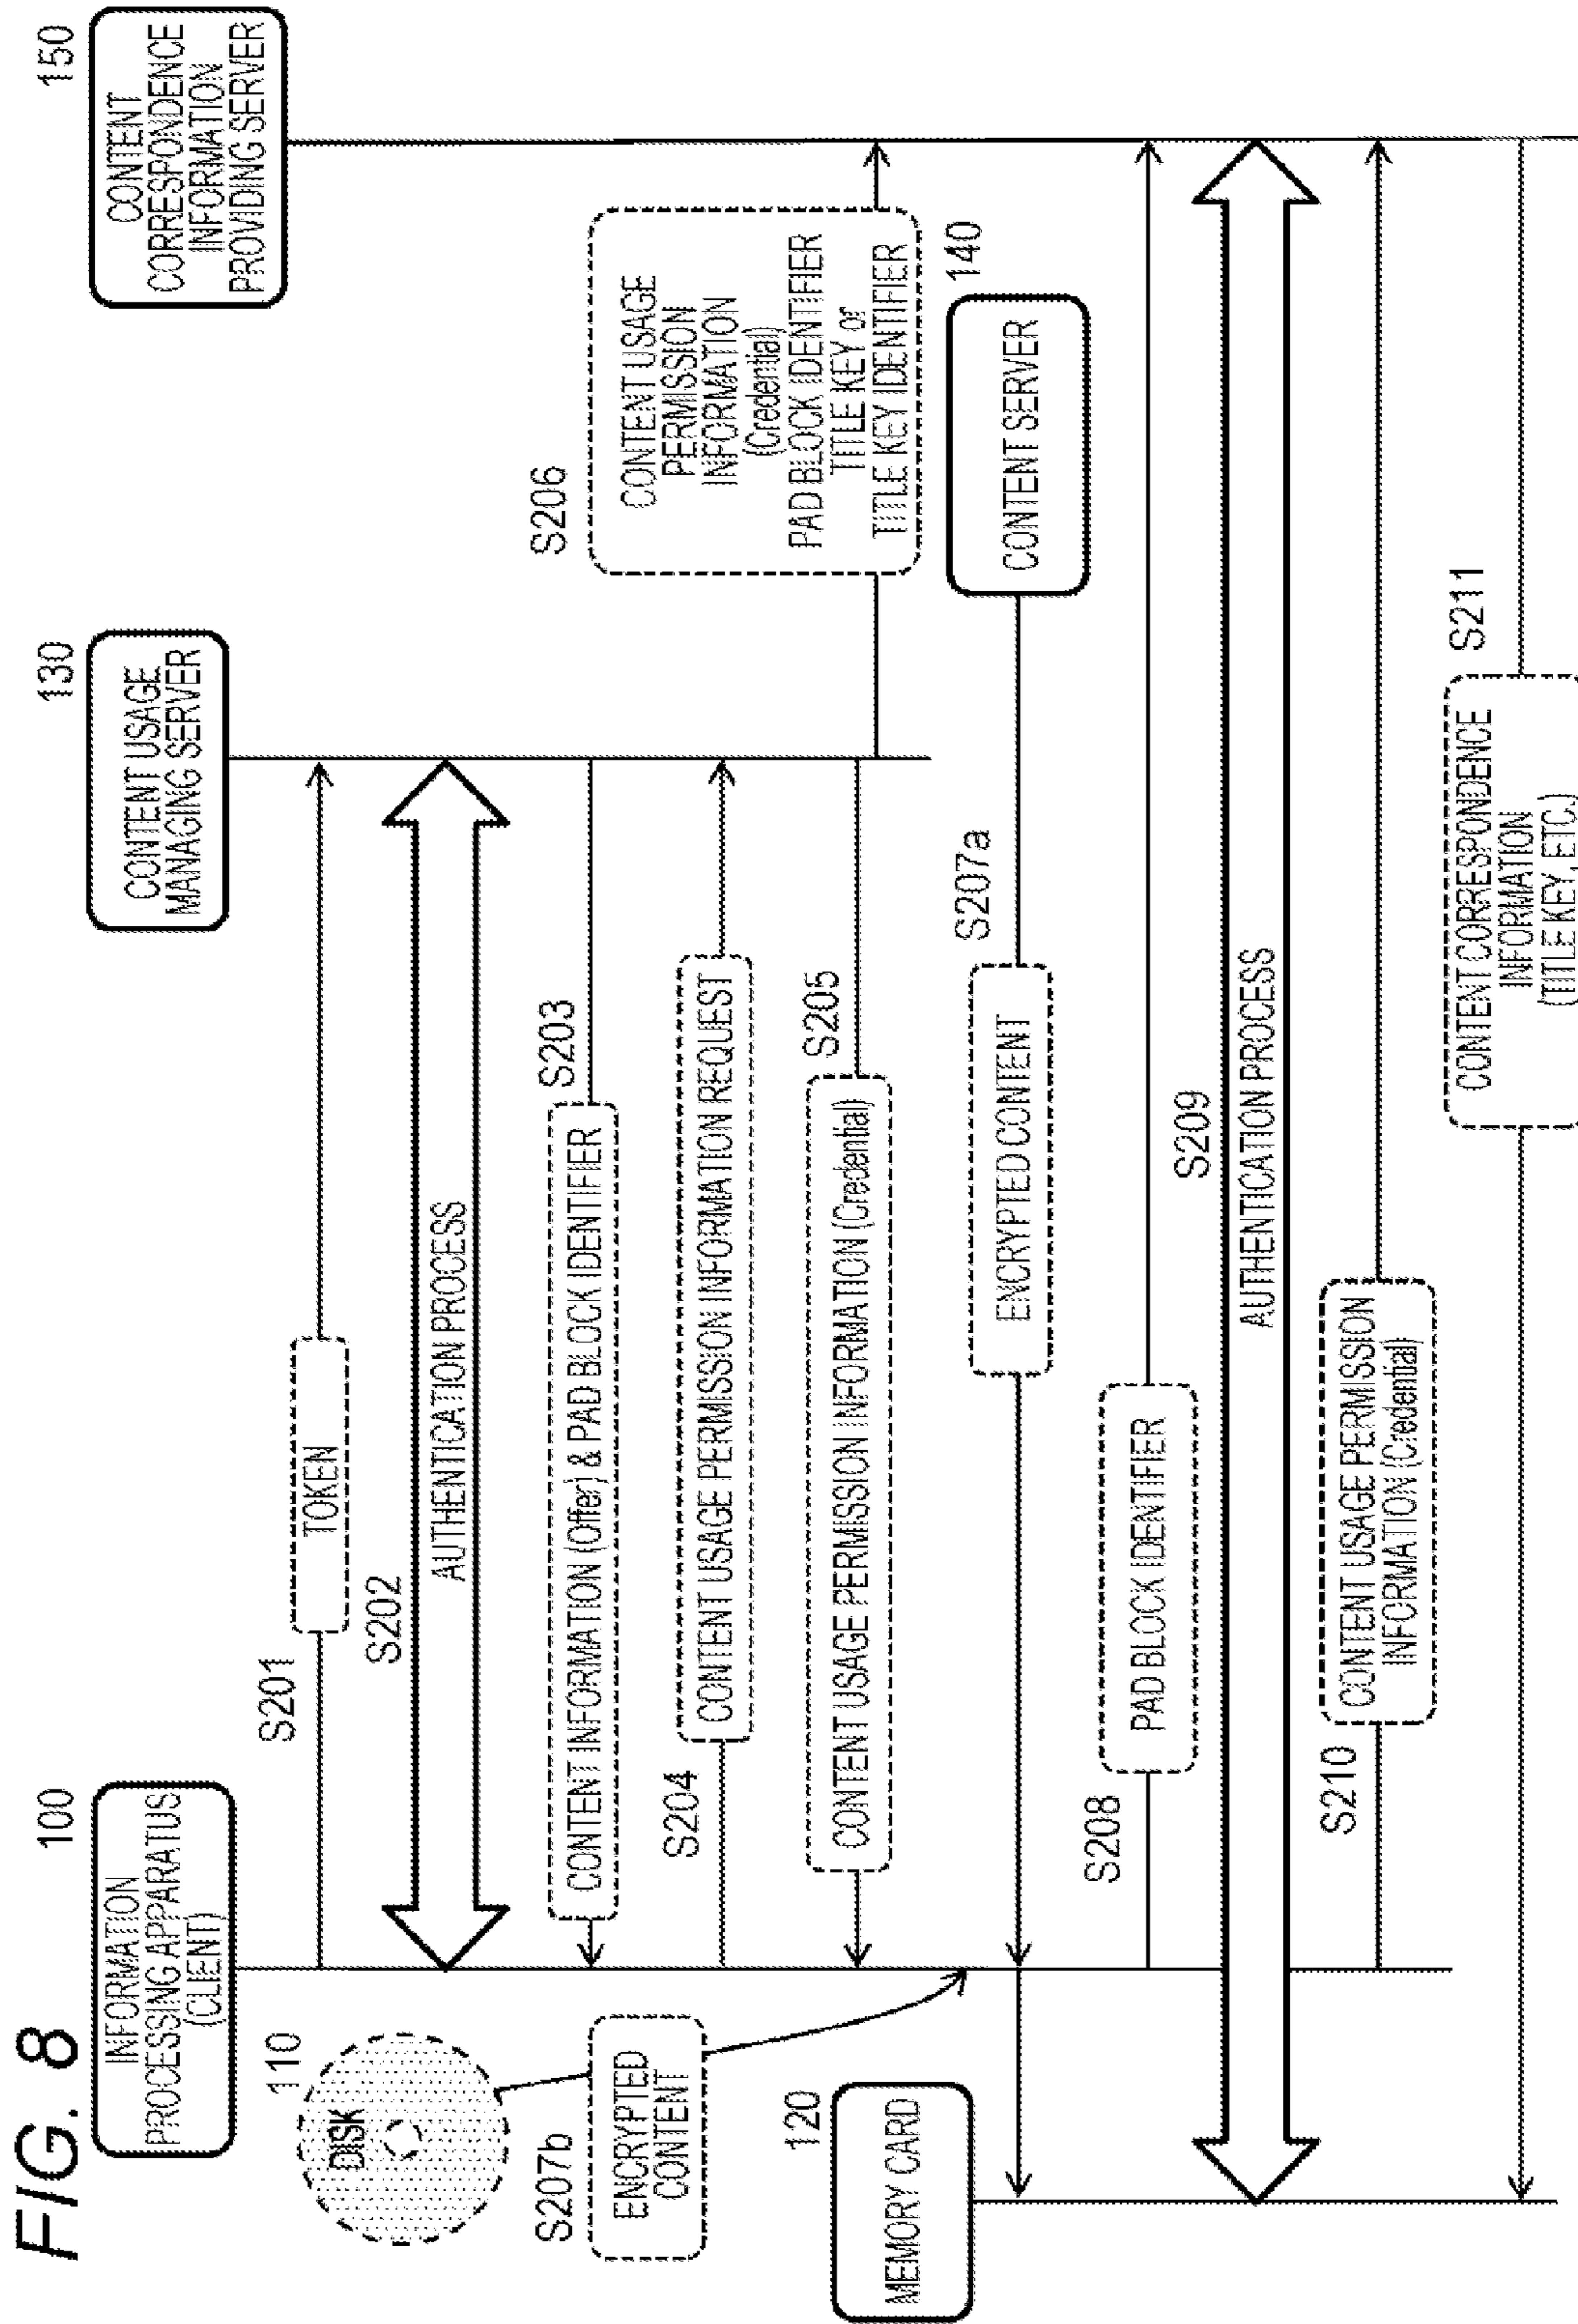 FIG. 8
100
INFORMATION
PROCESSING APPARATUS
(CLIENT)
130
CONTENT USAGE
MANAGING SERVER
150
CONTENT
CORRESPONDENCE
INFORMATION
PROVIDING SERVER
110
DISK
S201
TOKEN
S202
AUTHENTICATION PROCESS
S203
CONTENT INFORMATION (Offer) & PAD BLOCK IDENTIFIER
S204
CONTENT USAGE PERMISSION INFORMATION REQUEST
S205
CONTENT USAGE PERMISSION INFORMATION (Credential)
S206
CONTENT USAGE
PERMISSION
INFORMATION
(Credential)
PAD BLOCK IDENTIFIER
TITLE KEY or
TITLE KEY IDENTIFIER
S207b
ENCRYPTED
CONTENT
140
CONTENT SERVER
S207a
ENCRYPTED CONTENT
120
MEMORY CARD
S208
PAD BLOCK IDENTIFIER
S209
AUTHENTICATION PROCESS
S210
CONTENT USAGE PERMISSION
INFORMATION (Credential)
S211
CONTENT CORRESPONDENCE
INFORMATION
(TITLE KEY, ETC.)